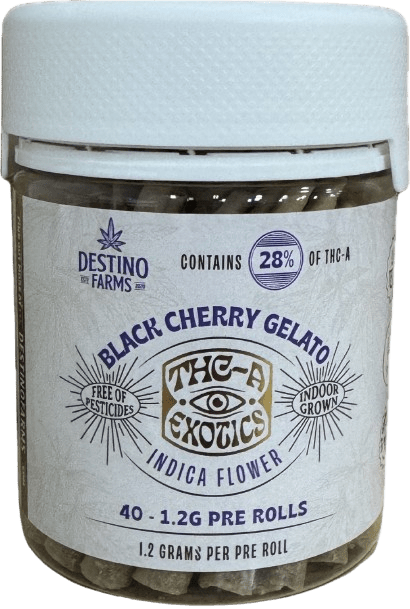 DESTINO
FARMS
CONTAINS 28% OF THC-A
BLACK CHERRY GELATO
THC-A
EXOTICS
FREE OF
PESTICIDES
INDOOR
GROWN
INDICA FLOWER
40 - 1.2G PRE ROLLS
1.2 GRAMS PER PRE ROLL